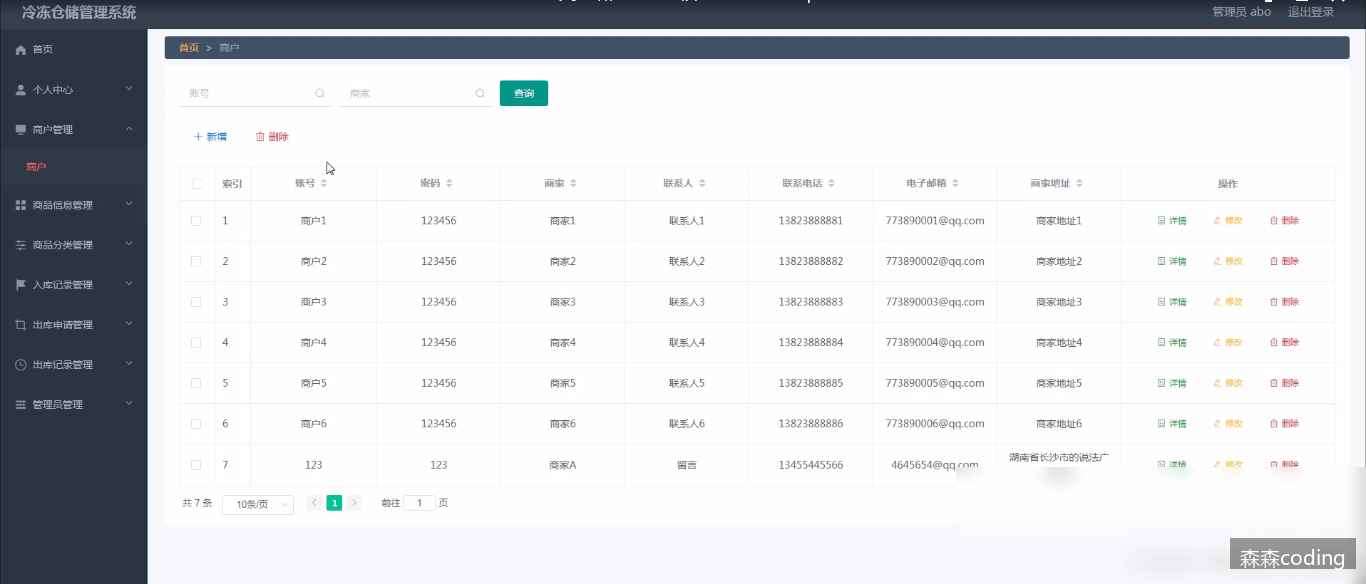 冷冻仓储管理系统
管理员 abo 退出登录
首页
个人中心
商户管理
商户
商品信息管理
商品分类管理
入库记录管理
出库申请管理
出库记录管理
管理员管理
首页 > 商户
账号 商家 查询
+ 新增 删除
索引 账号 密码 商家 联系人 联系电话 电子邮箱 商家地址 操作
1 商户1 123456 商家1 联系人1 13823888881 773890001@qq.com 商家地址1 详情 修改 删除
2 商户2 123456 商家2 联系人2 13823888882 773890002@qq.com 商家地址2 详情 修改 删除
3 商户3 123456 商家3 联系人3 13823888883 773890003@qq.com 商家地址3 详情 修改 删除
4 商户4 123456 商家4 联系人4 13823888884 773890004@qq.com 商家地址4 详情 修改 删除
5 商户5 123456 商家5 联系人5 13823888885 773890005@qq.com 商家地址5 详情 修改 删除
6 商户6 123456 商家6 联系人6 13823888886 773890006@qq.com 商家地址6 详情 修改 删除
7 123 123 商家A 留言 13455445566 4645654@qq.com 湖南省长沙市的说法广 详情 修改 删除
共 7 条 10条/页 < 1 > 前往 1 页
森森coding